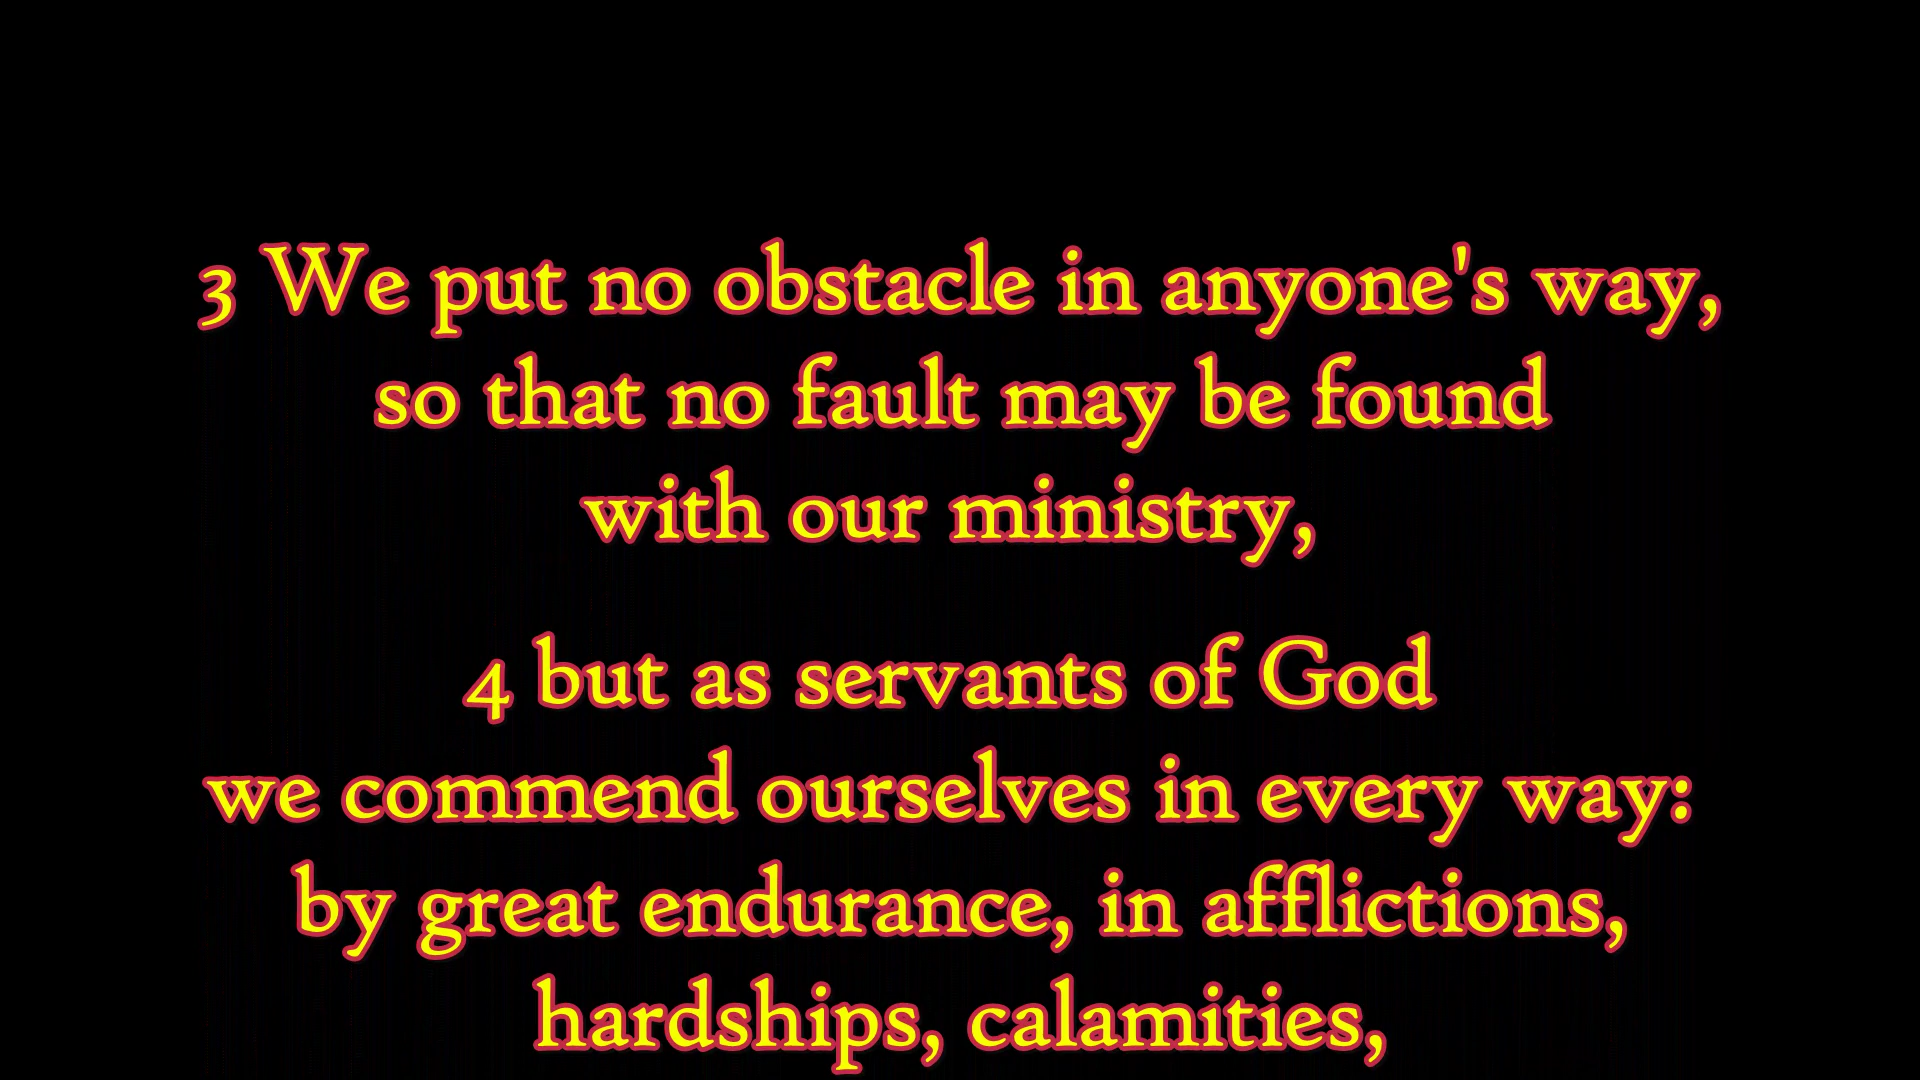 3 We put no obstacle in anyone's way,
so that no fault may be found
with our ministry,
4 but as servants of God
we commend ourselves in every way:
by great endurance, in afflictions,
hardships, calamities,